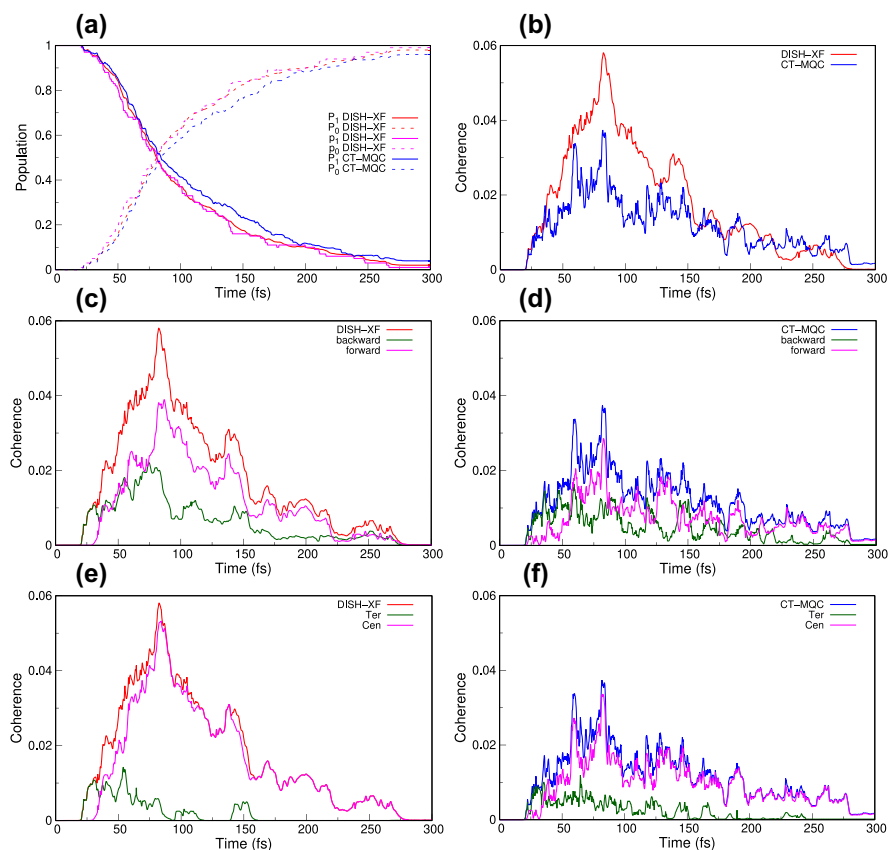 (a)
1
0.8
0.6
0.4
0.2
0
0
50
100
150
200
250
300
Population
Time (fs)
P1 DISH−XF
P0 DISH−XF
p1 DISH−XF
p0 DISH−XF
P1 CT−MQC
P0 CT−MQC
(b)
0.06
0.04
0.02
0
0
50
100
150
200
250
300
Coherence
Time (fs)
DISH−XF
CT−MQC
(c)
0.06
0.04
0.02
0
0
50
100
150
200
250
300
Coherence
Time (fs)
DISH−XF
backward
forward
(d)
0.06
0.04
0.02
0
0
50
100
150
200
250
300
Coherence
Time (fs)
CT−MQC
backward
forward
(e)
0.06
0.04
0.02
0
0
50
100
150
200
250
300
Coherence
Time (fs)
DISH−XF
Ter
Cen
(f)
0.06
0.04
0.02
0
0
50
100
150
200
250
300
Coherence
Time (fs)
CT−MQC
Ter
Cen